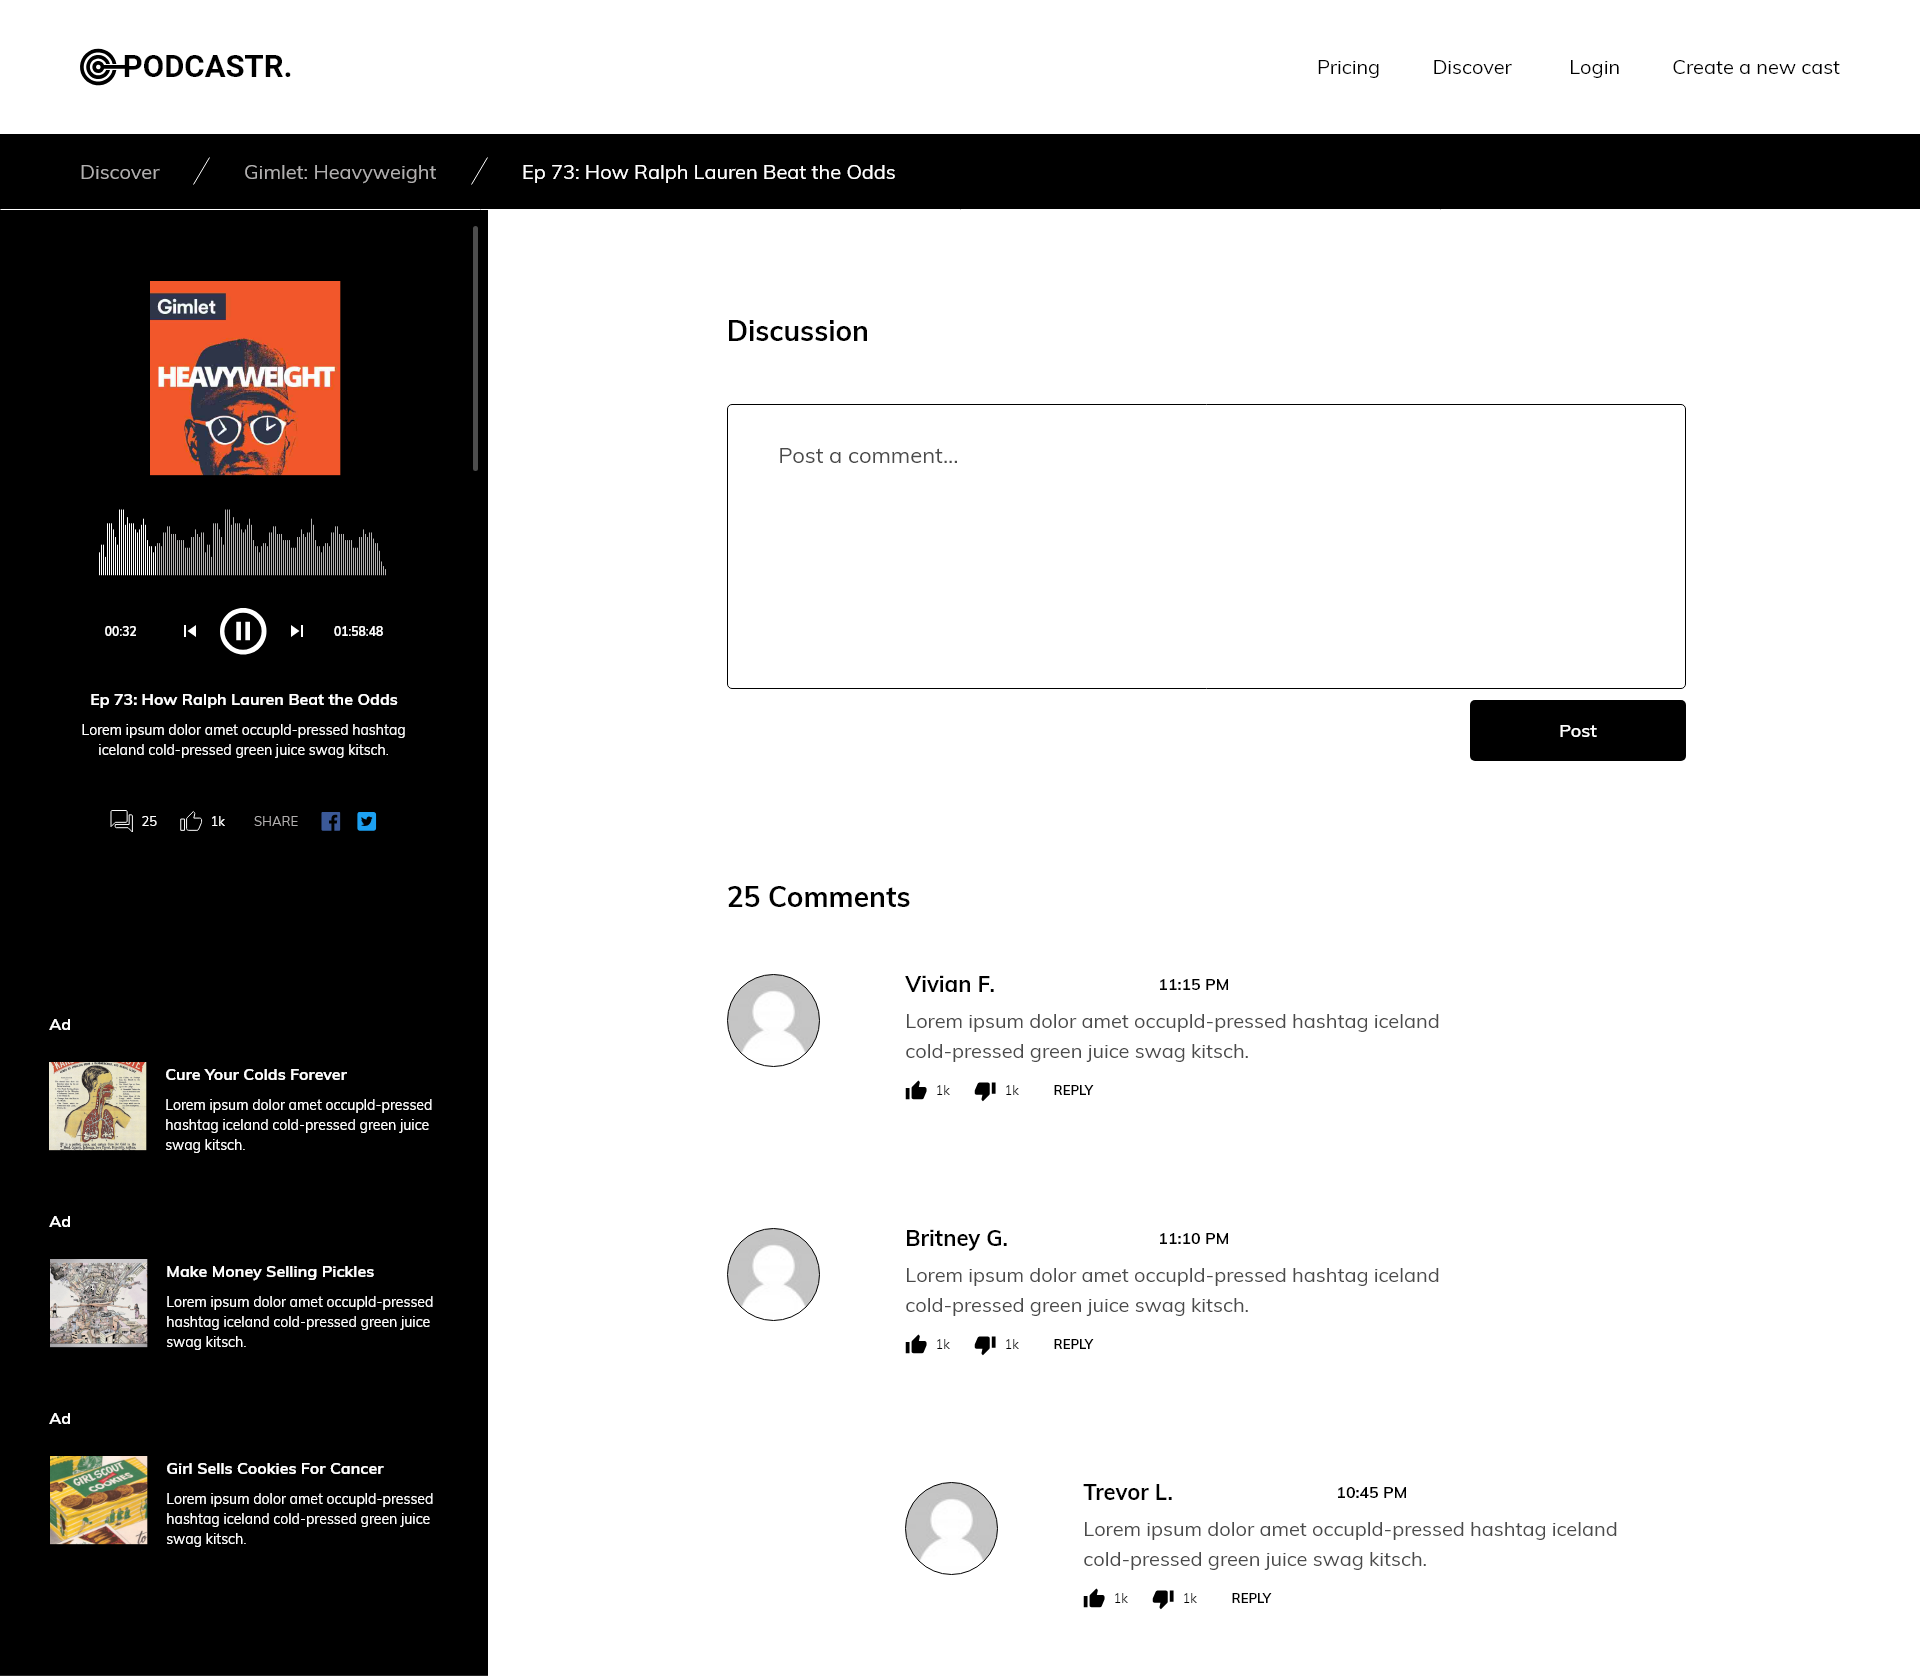 PODCASTR.
Pricing
Discover
Login
Create a new cast
Discover
Gimlet: Heavyweight
Ep 73: How Ralph Lauren Beat the Odds
Gimlet
HEAVYWEIGHT
00:32
01:58:48
Ep 73: How Ralph Lauren Beat the Odds
Lorem ipsum dolor amet occupld-pressed hashtag
iceland cold-pressed green juice swag kitsch.
25
1k
SHARE
Ad
Cure Your Colds Forever
Lorem ipsum dolor amet occupld-pressed
hashtag iceland cold-pressed green juice
swag kitsch.
Ad
Make Money Selling Pickles
Lorem ipsum dolor amet occupld-pressed
hashtag iceland cold-pressed green juice
swag kitsch.
Ad
GIRL SCOUT
COOKIES
Girl Sells Cookies For Cancer
Lorem ipsum dolor amet occupld-pressed
hashtag iceland cold-pressed green juice
swag kitsch.
Discussion
Post a comment...
Post
25 Comments
Vivian F.
11:15 PM
Lorem ipsum dolor amet occupld-pressed hashtag iceland
cold-pressed green juice swag kitsch.
1k
1k
REPLY
Britney G.
11:10 PM
Lorem ipsum dolor amet occupld-pressed hashtag iceland
cold-pressed green juice swag kitsch.
1k
1k
REPLY
Trevor L.
10:45 PM
Lorem ipsum dolor amet occupld-pressed hashtag iceland
cold-pressed green juice swag kitsch.
1k
1k
REPLY